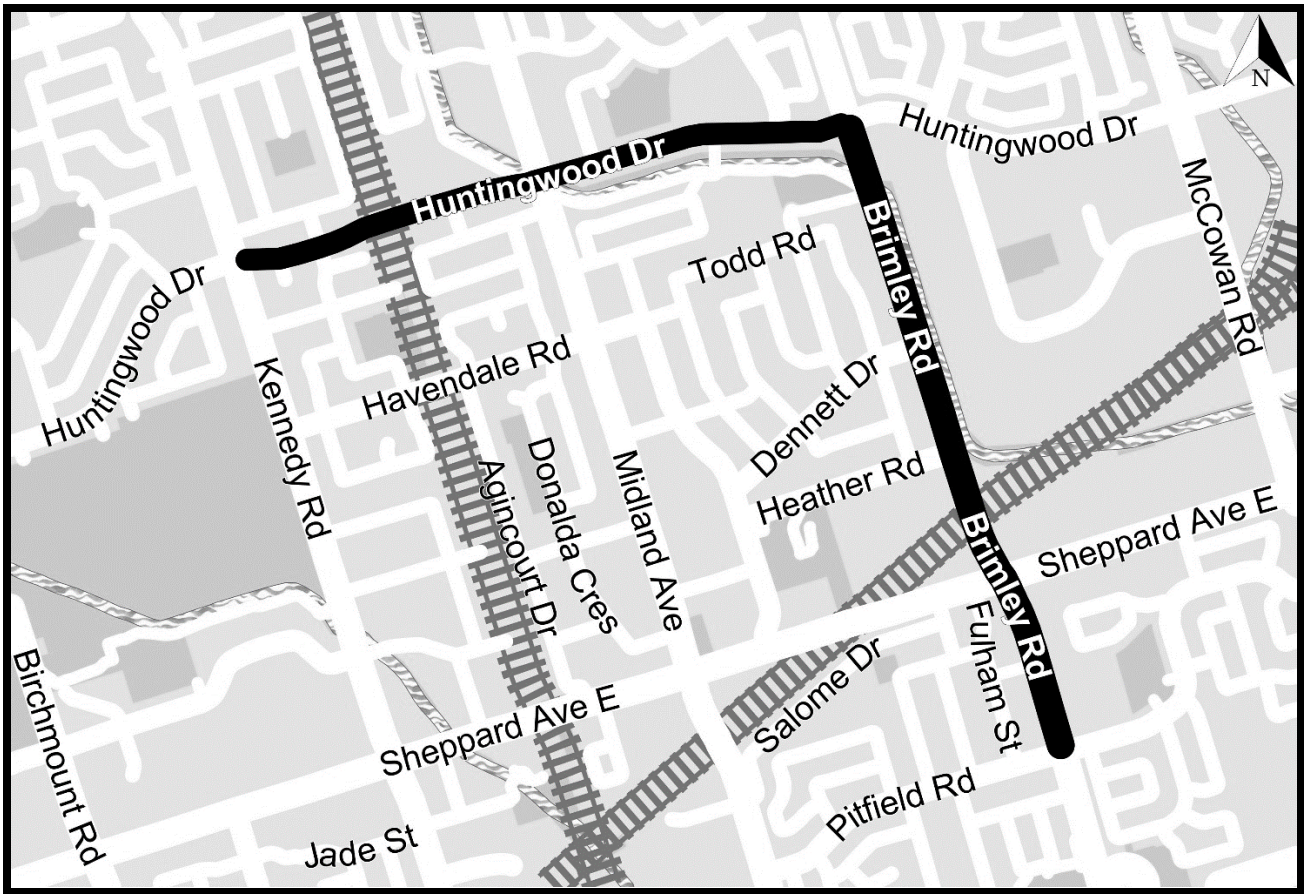 N
Huntingwood Dr
Huntingwood Dr
McCowan Rd
Brimley Rd
Todd Rd
Huntingwood Dr
Havendale Rd
Dennett Dr
Kennedy Rd
Donalda Cres
Midland Ave
Agincourt Dr
Heather Rd
Sheppard Ave E
Brimley Rd
Fulham St
Birchmount Rd
Salome Dr
Sheppard Ave E
Pitfield Rd
Jade St